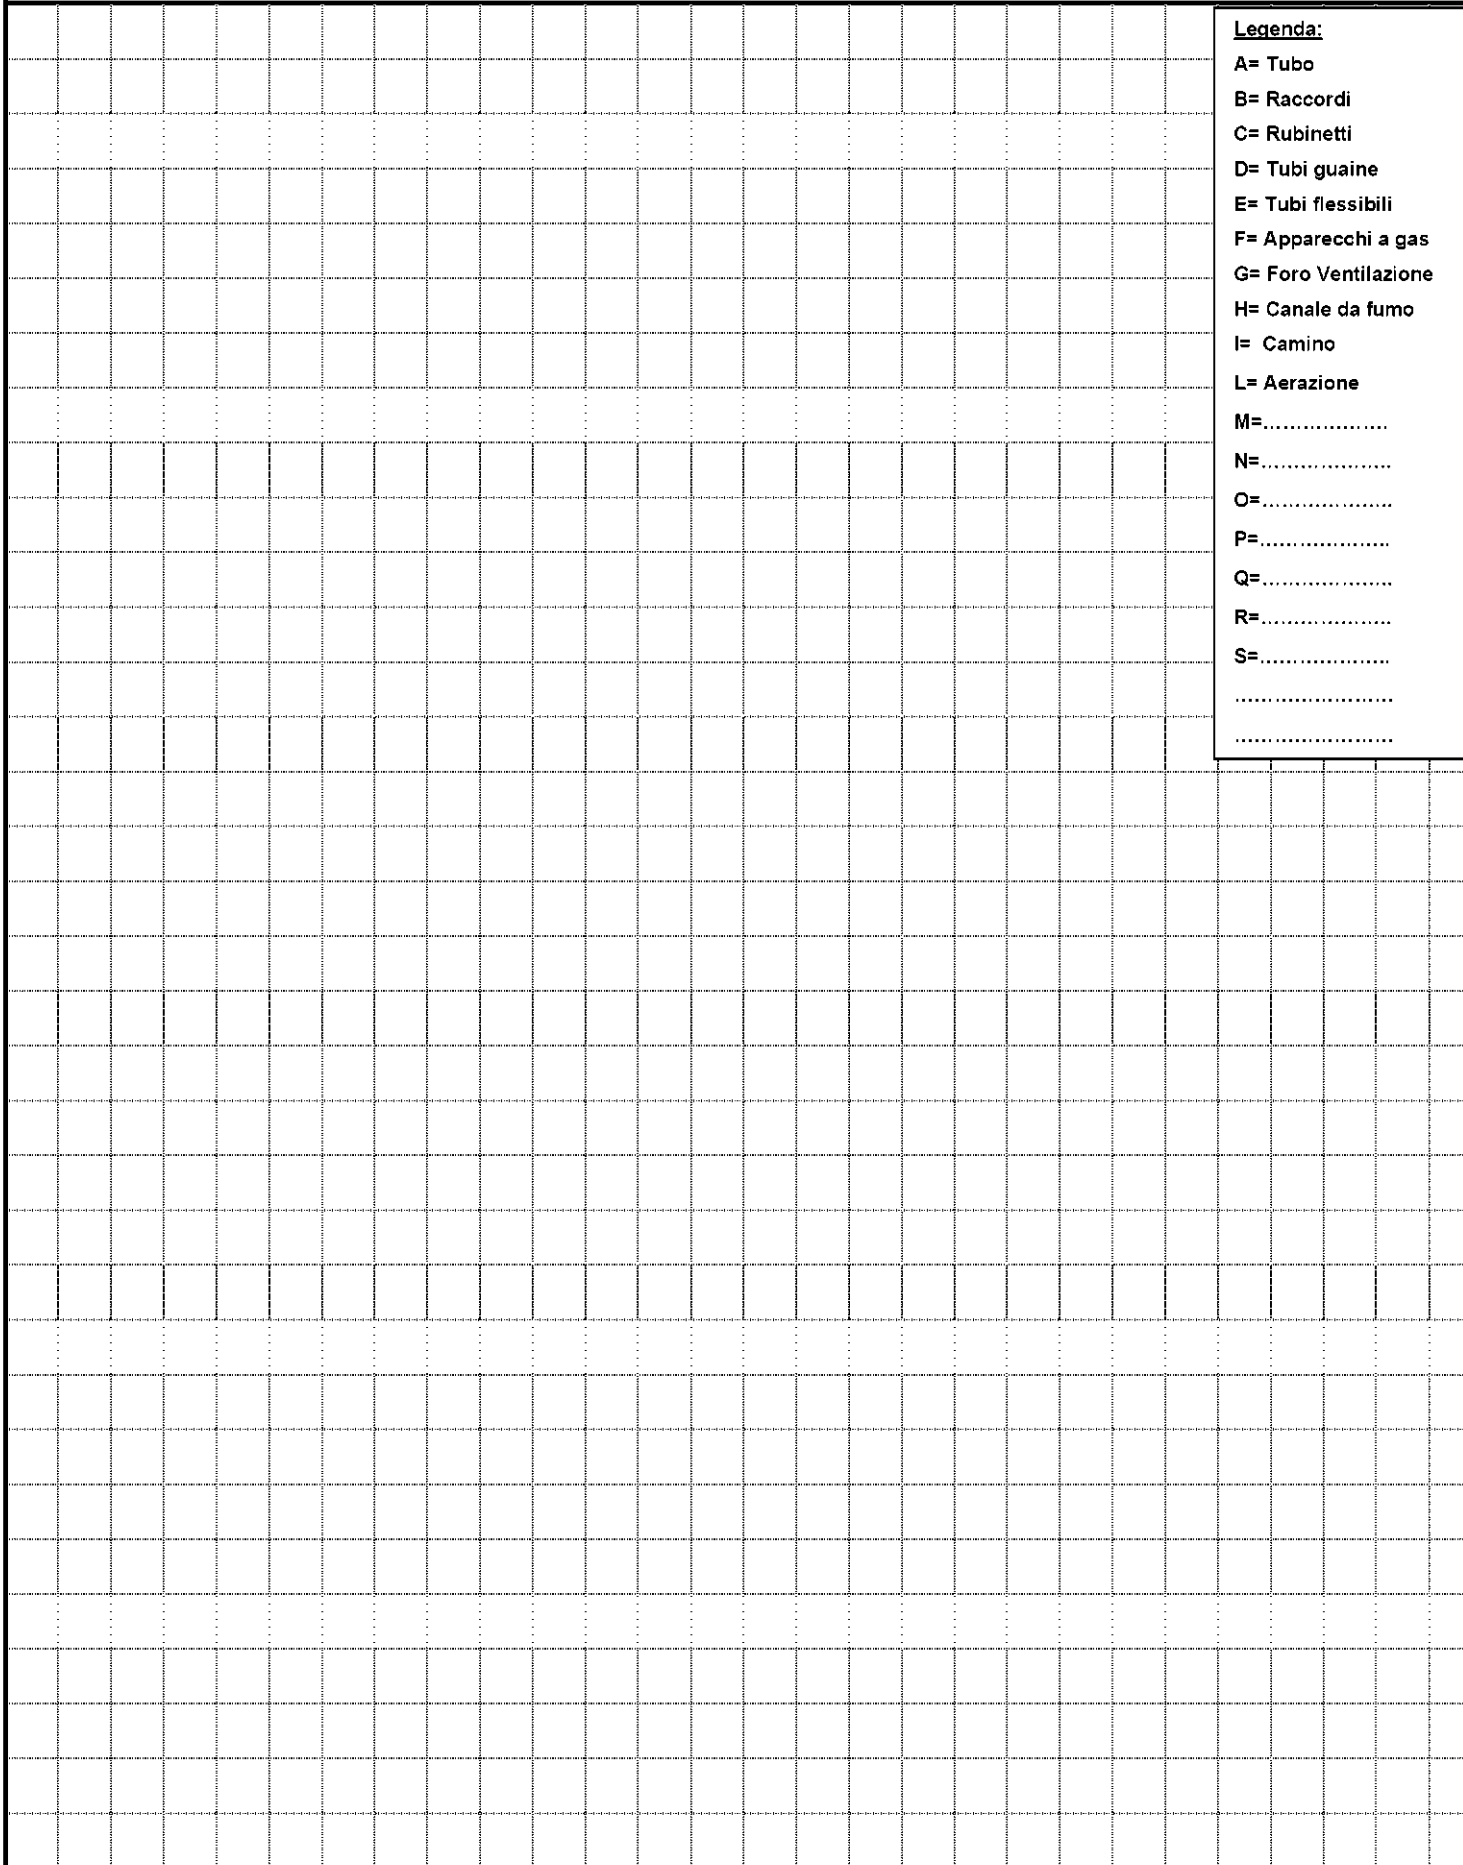 Legenda:
A= Tubo
B= Raccordi
C= Rubinetti
D= Tubi guaine
E= Tubi flessibili
F= Apparecchi a gas
G= Foro Ventilazione
H= Canale da fumo
I=  Camino
L= Aerazione
M=...................
N=....................
O=....................
P=....................
Q=....................
R=....................
S=....................
........................
........................